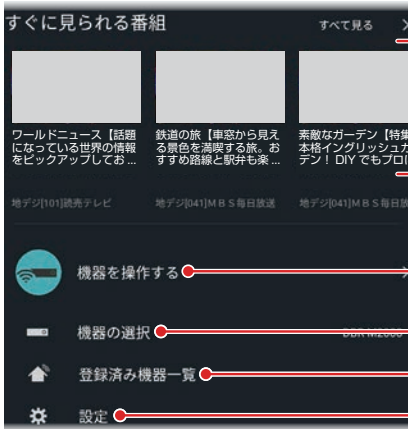 すぐに見られる番組
すべて見る
ワールドニュース【話題
になっている世界の情報
をピックアップしてお...
鉄道の旅【車窓から見え
る景色を満喫する旅。お
すすめ路線と駅弁も楽...
素敵なガーデン【特集
本格イングリッシュガ
デン！DIYでもプロに
地デジ[101]読売テレビ
地デジ[041]ＭＢＳ毎日放送
地デジ[041]ＭＢＳ毎日放
機器を操作する
機器の選択
登録済み機器一覧
設定